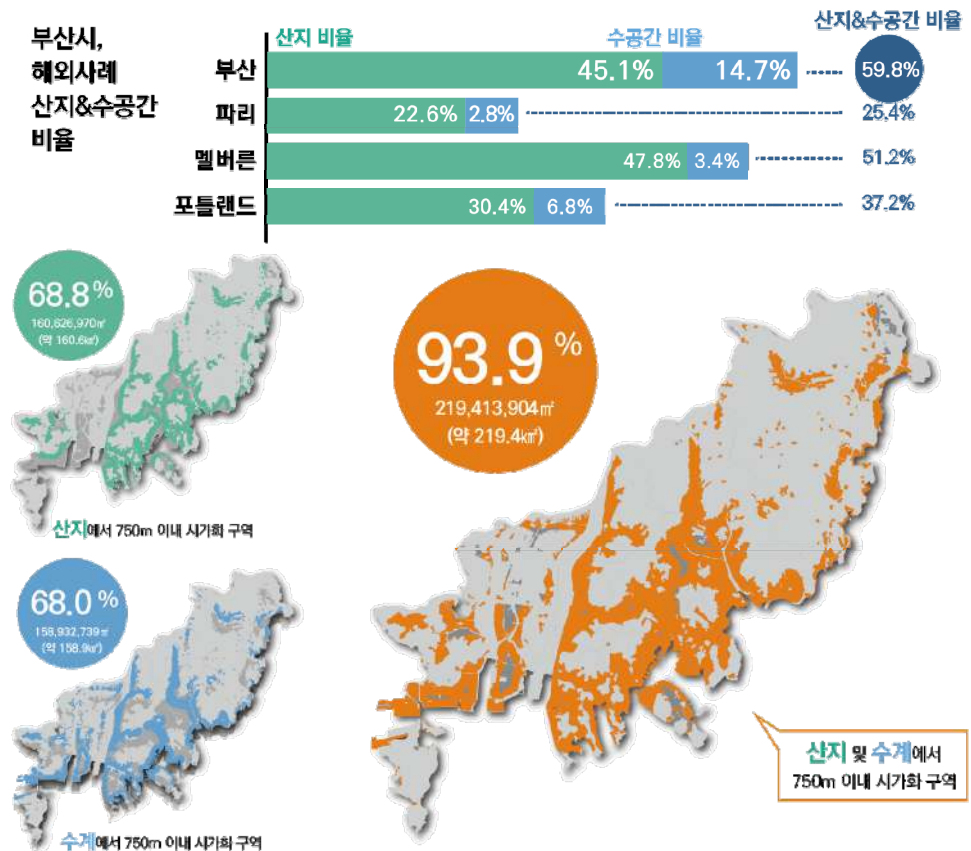 부산시,
해외사례
산지&수공간
비율
산지 비율
수공간 비율
산지&수공간 비율
부산
45.1%
14.7%
59.8%
파리
22.6%
2.8%
25.4%
멜버른
47.8%
3.4%
51.2%
포틀랜드
30.4%
6.8%
37.2%
68.8 %
160,626,970㎡
(약 160.6㎢)
산지에서 750m 이내 시가화 구역
68.0 %
158,932,739㎡
(약 158.9㎢)
수계에서 750m 이내 시가화 구역
93.9 %
219,413,904㎡
(약 219.4㎢)
산지 및 수계에서
750m 이내 시가화 구역